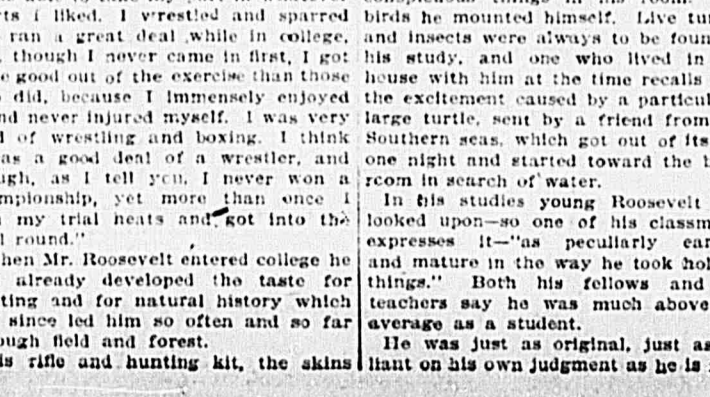 rts I liked. I wrestled and sparred
ran a great deal while in college,
, though I never came in first, I got
e good out of the exercise than those
did, because I immensely enjoyed
nd never injured myself. I was very
d of wrestling and boxing. I think
as a good deal of a wrestler, and
ugh, as I tell you, I never won a
mpionship, yet more than once I
my trial heats and got into the
l round."
hen Mr. Roosevelt entered college he
already developed the taste for
ting and for natural history which
since led him so often and so far
ough field and forest.
is rifle and hunting kit, the skins
birds he mounted himself. Live tur
and insects were always to be foun
his study, and one who lived in
house with him at the time recalls
the excitement caused by a particul
large turtle, sent by a friend from
Southern seas, which got out of its
one night and started toward the b
room in search of water.
In his studies young Roosevelt
looked upon—so one of his classm
expresses it—"as peculiarly ear
and mature in the way he took hol
things." Both his fellows and
teachers say he was much above
average as a student.
He was just as original, just as
liant on his own judgment as he is